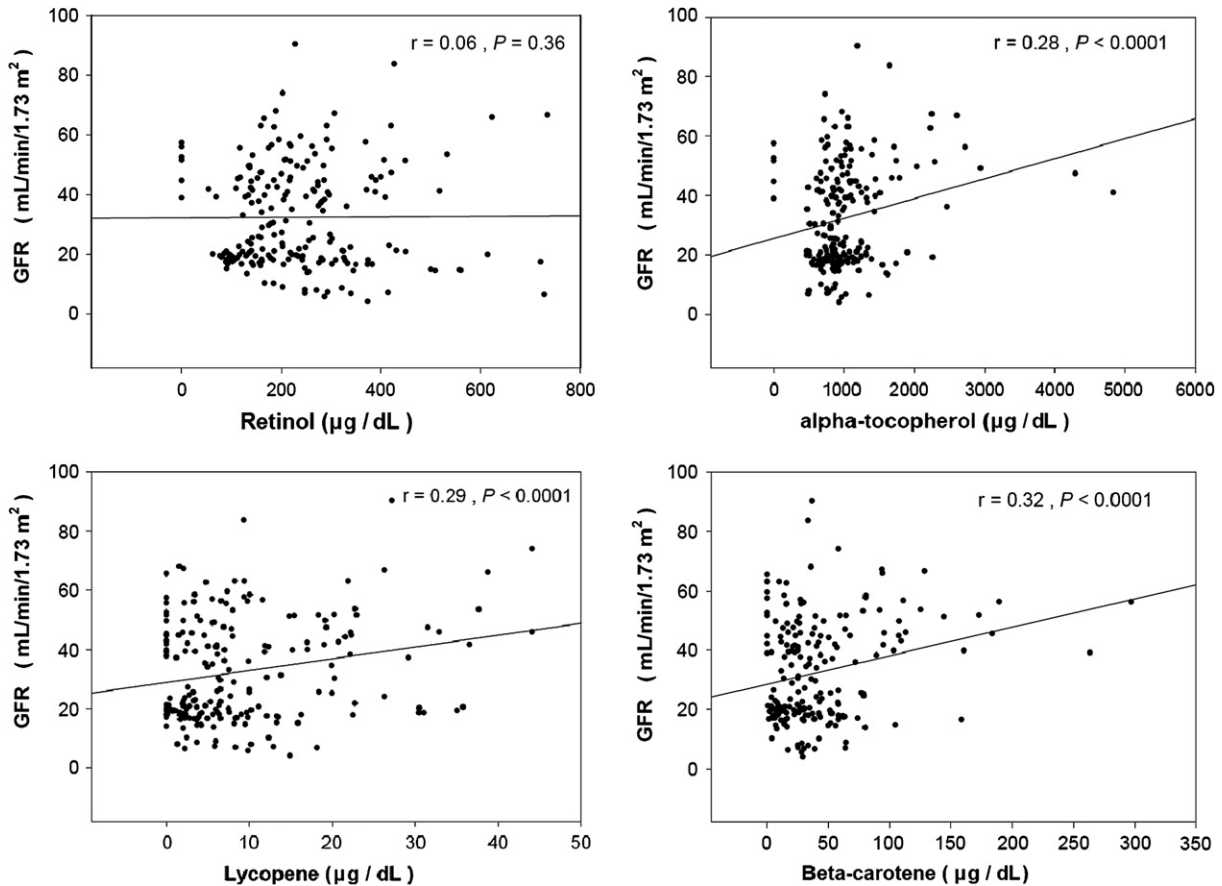 100
80
60
40
20
0
GFR ( mL/min/1.73 m²)
r = 0.06 , P = 0.36
0 200 400 600 800
Retinol (µg / dL )
100
80
60
40
20
0
GFR ( mL/min/1.73 m²)
r = 0.28 , P < 0.0001
0 1000 2000 3000 4000 5000 6000
alpha-tocopherol (µg / dL )
100
80
60
40
20
0
GFR ( mL/min/1.73 m²)
r = 0.29 , P < 0.0001
0 10 20 30 40 50
Lycopene (µg / dL )
100
80
60
40
20
0
GFR ( mL/min/1.73 m²)
r = 0.32 , P < 0.0001
0 50 100 150 200 250 300 350
Beta-carotene ( µg / dL)